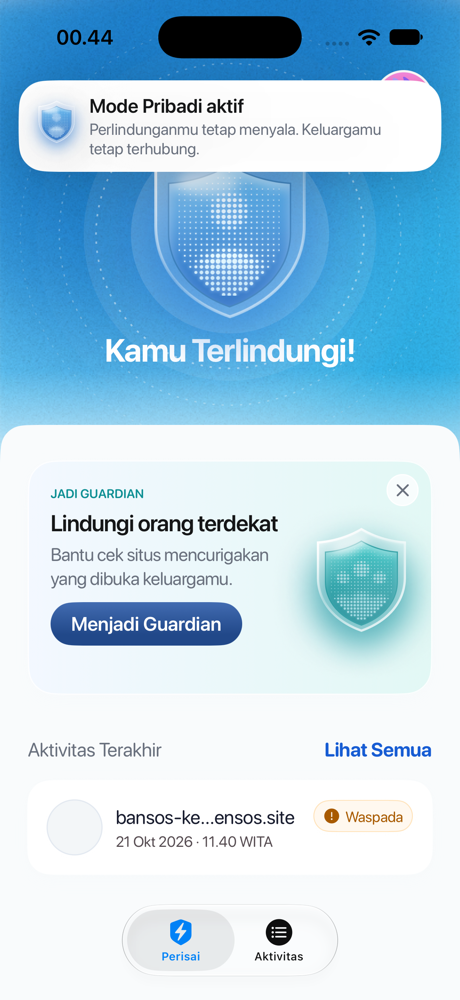 00.44
Mode Pribadi aktif
Perlindunganmu tetap menyala. Keluargamu
tetap terhubung.
Kamu Terlindungi!
JADI GUARDIAN
Lindungi orang terdekat
Bantu cek situs mencurigakan
yang dibuka keluargamu.
Menjadi Guardian
Aktivitas Terakhir
Lihat Semua
bansos-ke...ensos.site
Waspada
21 Okt 2026 · 11.40 WITA
Perisai
Aktivitas